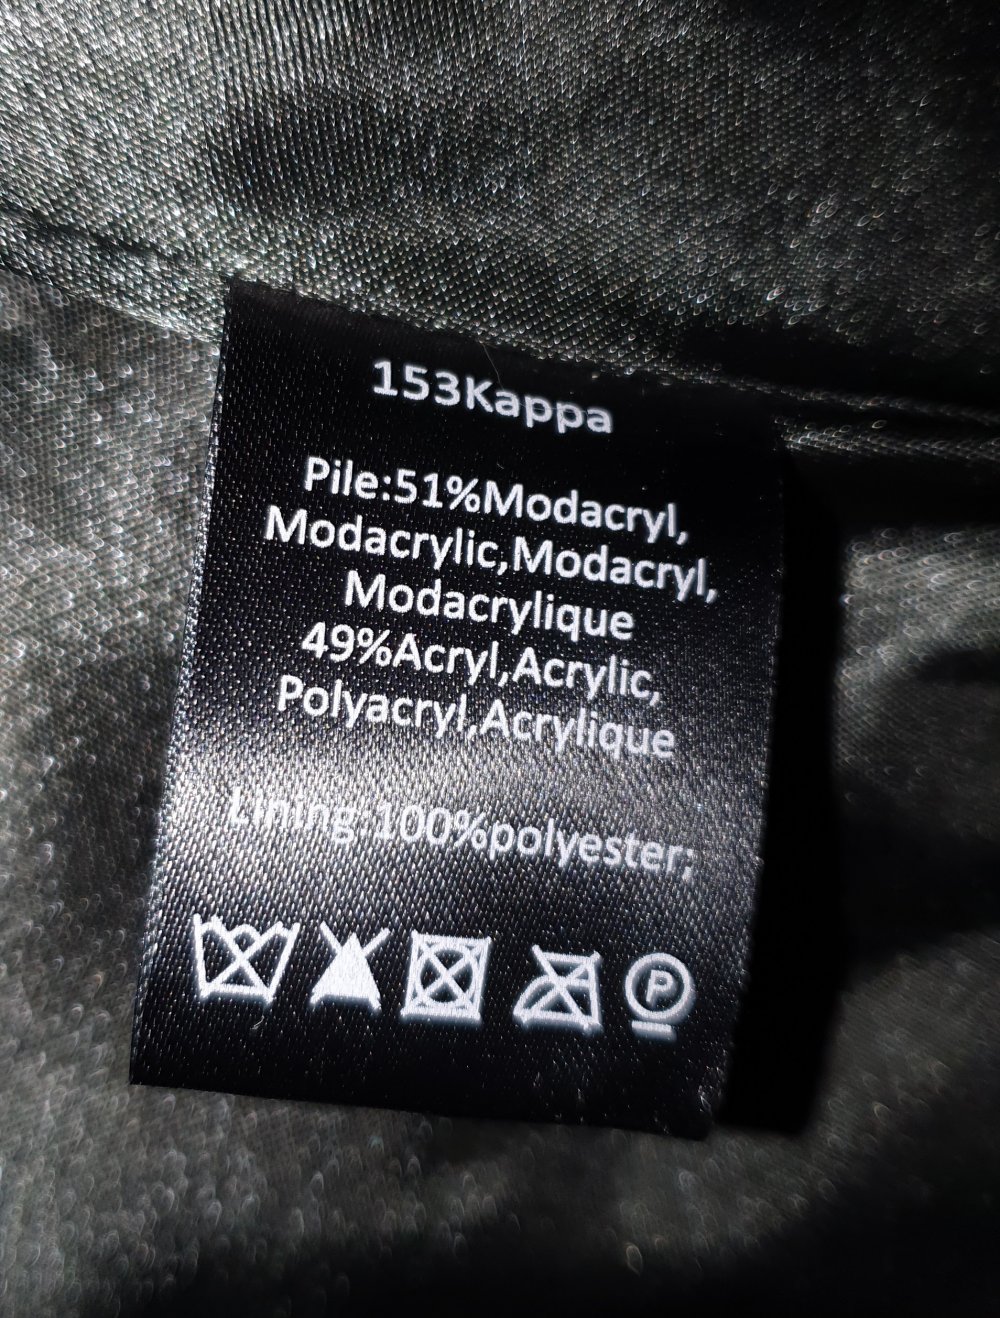 153Kappa
Pile:51%Modacryl,
Modacrylic,Modacryl,
Modacrylique
49%Acryl,Acrylic,
Polyacryl,Acrylique
Lining:100%polyester;
P